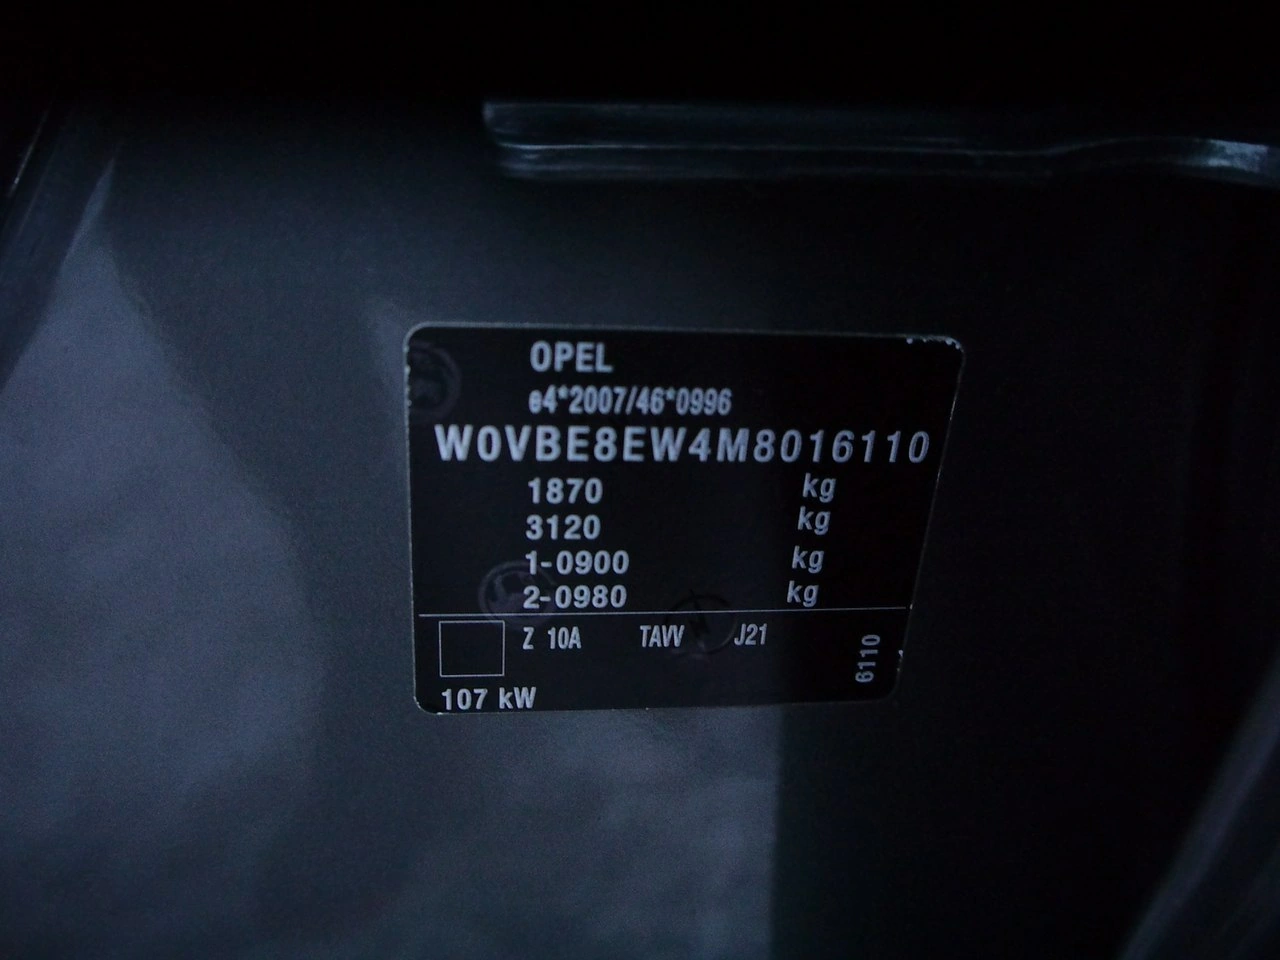 OPEL
e4*2007/46*0996
W0VBE8EW4M8016110
1870 kg
3120 kg
1-0900 kg
2-0980 kg
Z 10A TAVV J21
6110
107 kW